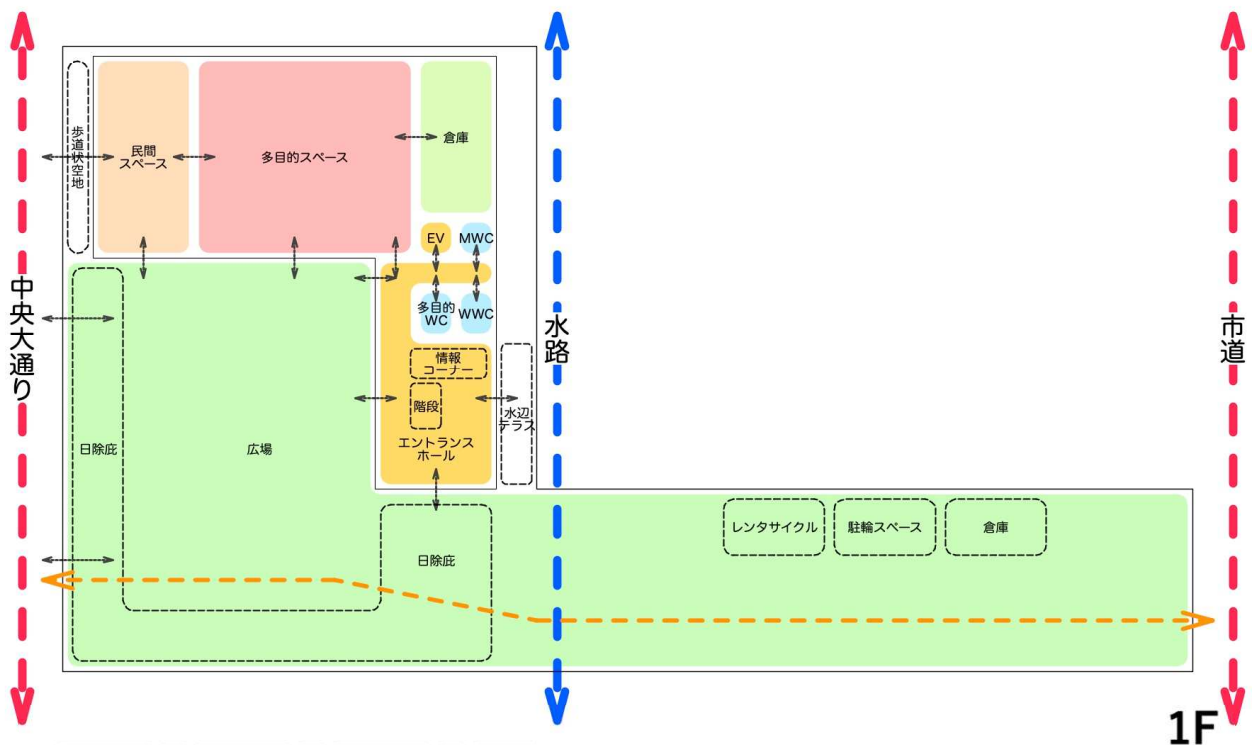 歩道状空地
民間
スペース
多目的スペース
倉庫
EV
MWC
多目的
WC
WWC
情報
コーナー
階段
エントランス
ホール
水辺
テラス
中央大通り
水路
市道
日除庇
広場
日除庇
レンタサイクル
駐輪スペース
倉庫
1F